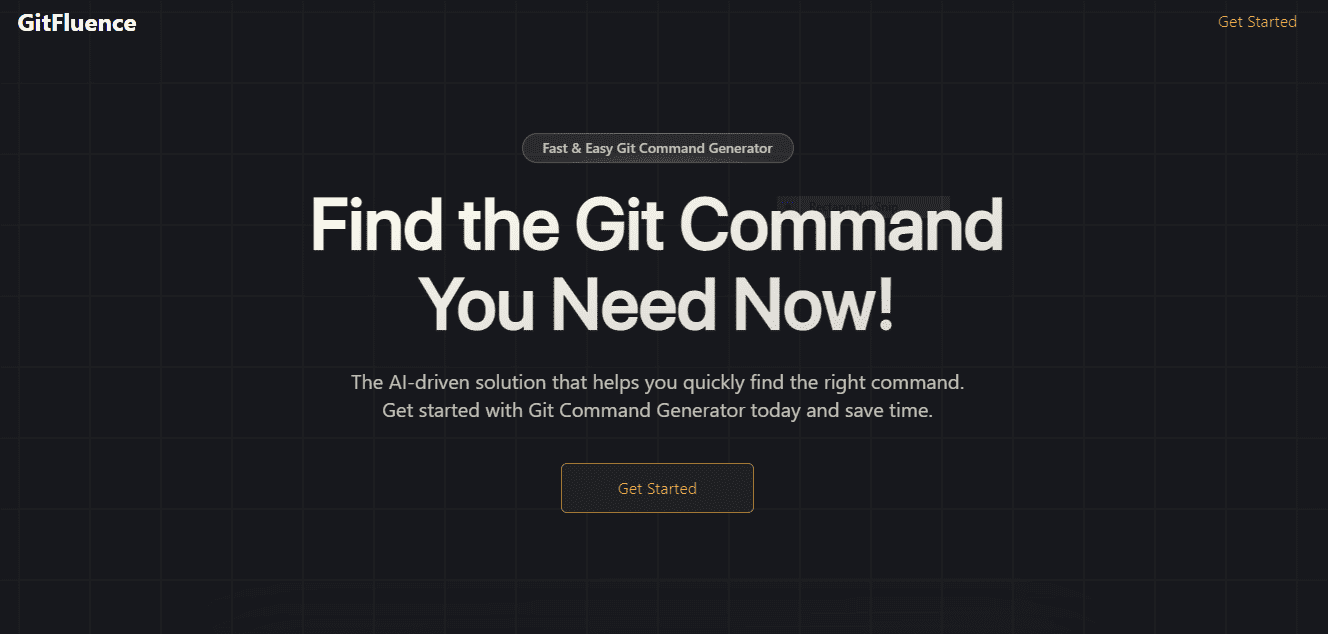 GitFluence
Get Started
Fast & Easy Git Command Generator
Find the Git Command
You Need Now!
The AI-driven solution that helps you quickly find the right command.
Get started with Git Command Generator today and save time.
Get Started